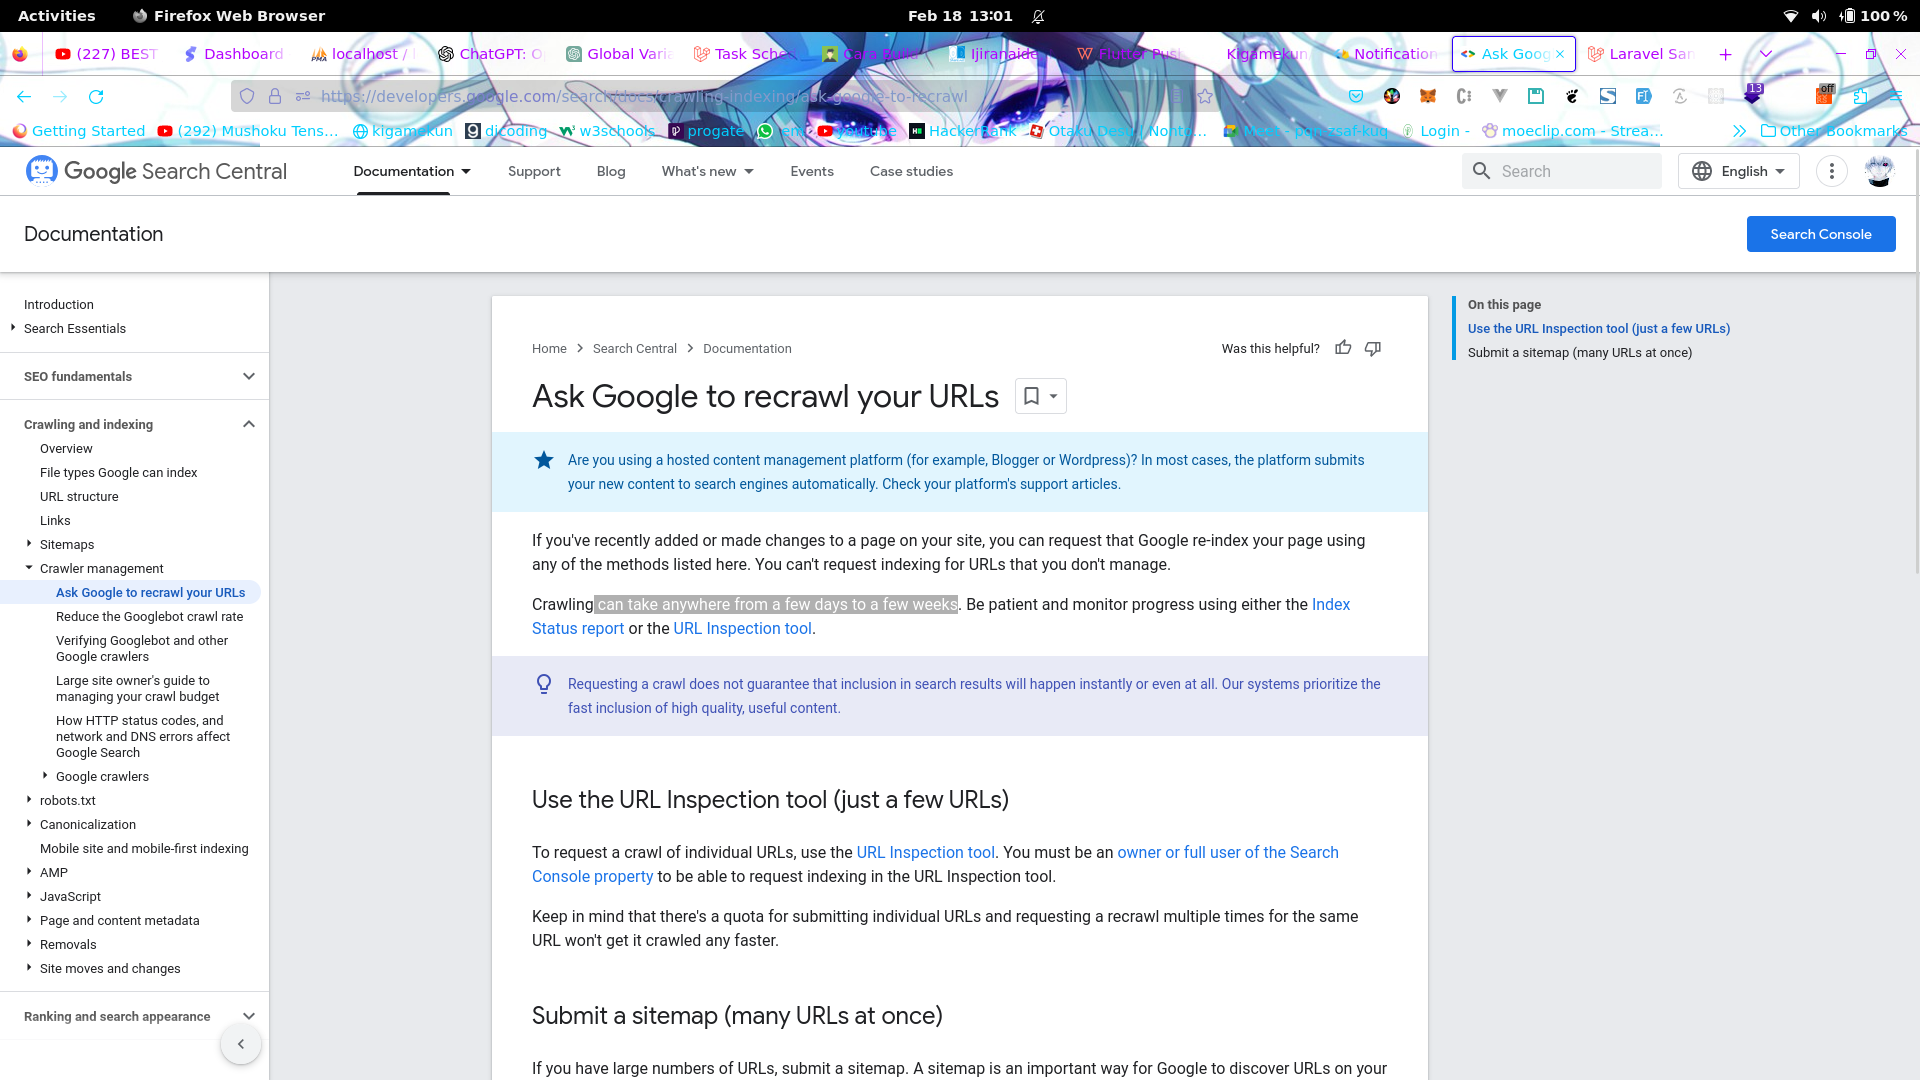 Activities
Firefox Web Browser
Feb 18 13:01
100 %
(227) BEST
Dashboard
localhost /
ChatGPT: O
Global Varia
Task Sched
Cara Build
Ijiranaide
Flutter Pus
Kigamekun
Notification
Ask Goog
Laravel San
https://developers.google.com/search/docs/crawling-indexing/ask-google-to-recrawl
13
off
Getting Started
(292) Mushoku Tens…
kigamekun
dicoding
w3schools
progate
youtube
HackerRank
Login -
moeclip.com - Strea…
Other Bookmarks
Google Search Central
Documentation
Support
Blog
What's new
Events
Case studies
Search
English
Documentation
Search Console
Introduction
Search Essentials
SEO fundamentals
Crawling and indexing
Overview
File types Google can index
URL structure
Links
Sitemaps
Crawler management
Ask Google to recrawl your URLs
Reduce the Googlebot crawl rate
Verifying Googlebot and other
Google crawlers
Large site owner's guide to
managing your crawl budget
How HTTP status codes, and
network and DNS errors affect
Google Search
Google crawlers
robots.txt
Canonicalization
Mobile site and mobile-first indexing
AMP
JavaScript
Page and content metadata
Removals
Site moves and changes
Ranking and search appearance
Home
Search Central
Documentation
Was this helpful?
Ask Google to recrawl your URLs
Are you using a hosted content management platform (for example, Blogger or Wordpress)? In most cases, the platform submits
your new content to search engines automatically. Check your platform's support articles.
If you've recently added or made changes to a page on your site, you can request that Google re-index your page using
any of the methods listed here. You can't request indexing for URLs that you don't manage.
Crawling can take anywhere from a few days to a few weeks. Be patient and monitor progress using either the Index
Status report or the URL Inspection tool.
Requesting a crawl does not guarantee that inclusion in search results will happen instantly or even at all. Our systems prioritize the
fast inclusion of high quality, useful content.
Use the URL Inspection tool (just a few URLs)
To request a crawl of individual URLs, use the URL Inspection tool. You must be an owner or full user of the Search
Console property to be able to request indexing in the URL Inspection tool.
Keep in mind that there's a quota for submitting individual URLs and requesting a recrawl multiple times for the same
URL won't get it crawled any faster.
Submit a sitemap (many URLs at once)
If you have large numbers of URLs, submit a sitemap. A sitemap is an important way for Google to discover URLs on your
On this page
Use the URL Inspection tool (just a few URLs)
Submit a sitemap (many URLs at once)